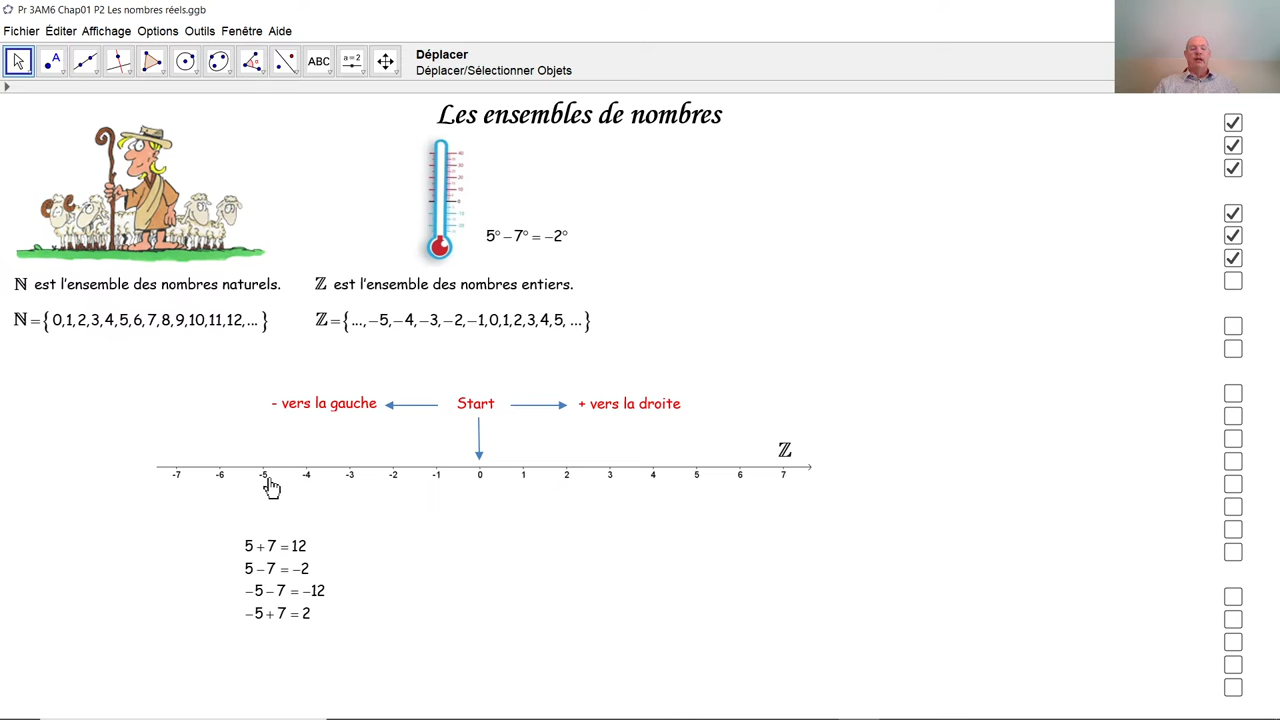 Pr 3AM6 Chap01 P2 Les nombres réels.ggb
Fichier Éditer Affichage Options Outils Fenêtre Aide
A
ABC
a=2
Déplacer
Déplacer/Sélectionner Objets
Les ensembles de nombres
5° – 7° = –2°
ℕ est l'ensemble des nombres naturels.
ℤ est l'ensemble des nombres entiers.
ℕ = { 0,1,2,3,4,5,6,7,8,9,10,11,12,... }
ℤ = { ..., –5, –4, –3, –2, –1,0,1,2,3,4,5, ... }
- vers la gauche
Start
+ vers la droite
ℤ
-7 -6 -5 -4 -3 -2 -1 0 1 2 3 4 5 6 7
5 + 7 = 12
5 – 7 = –2
–5 – 7 = –12
–5 + 7 = 2